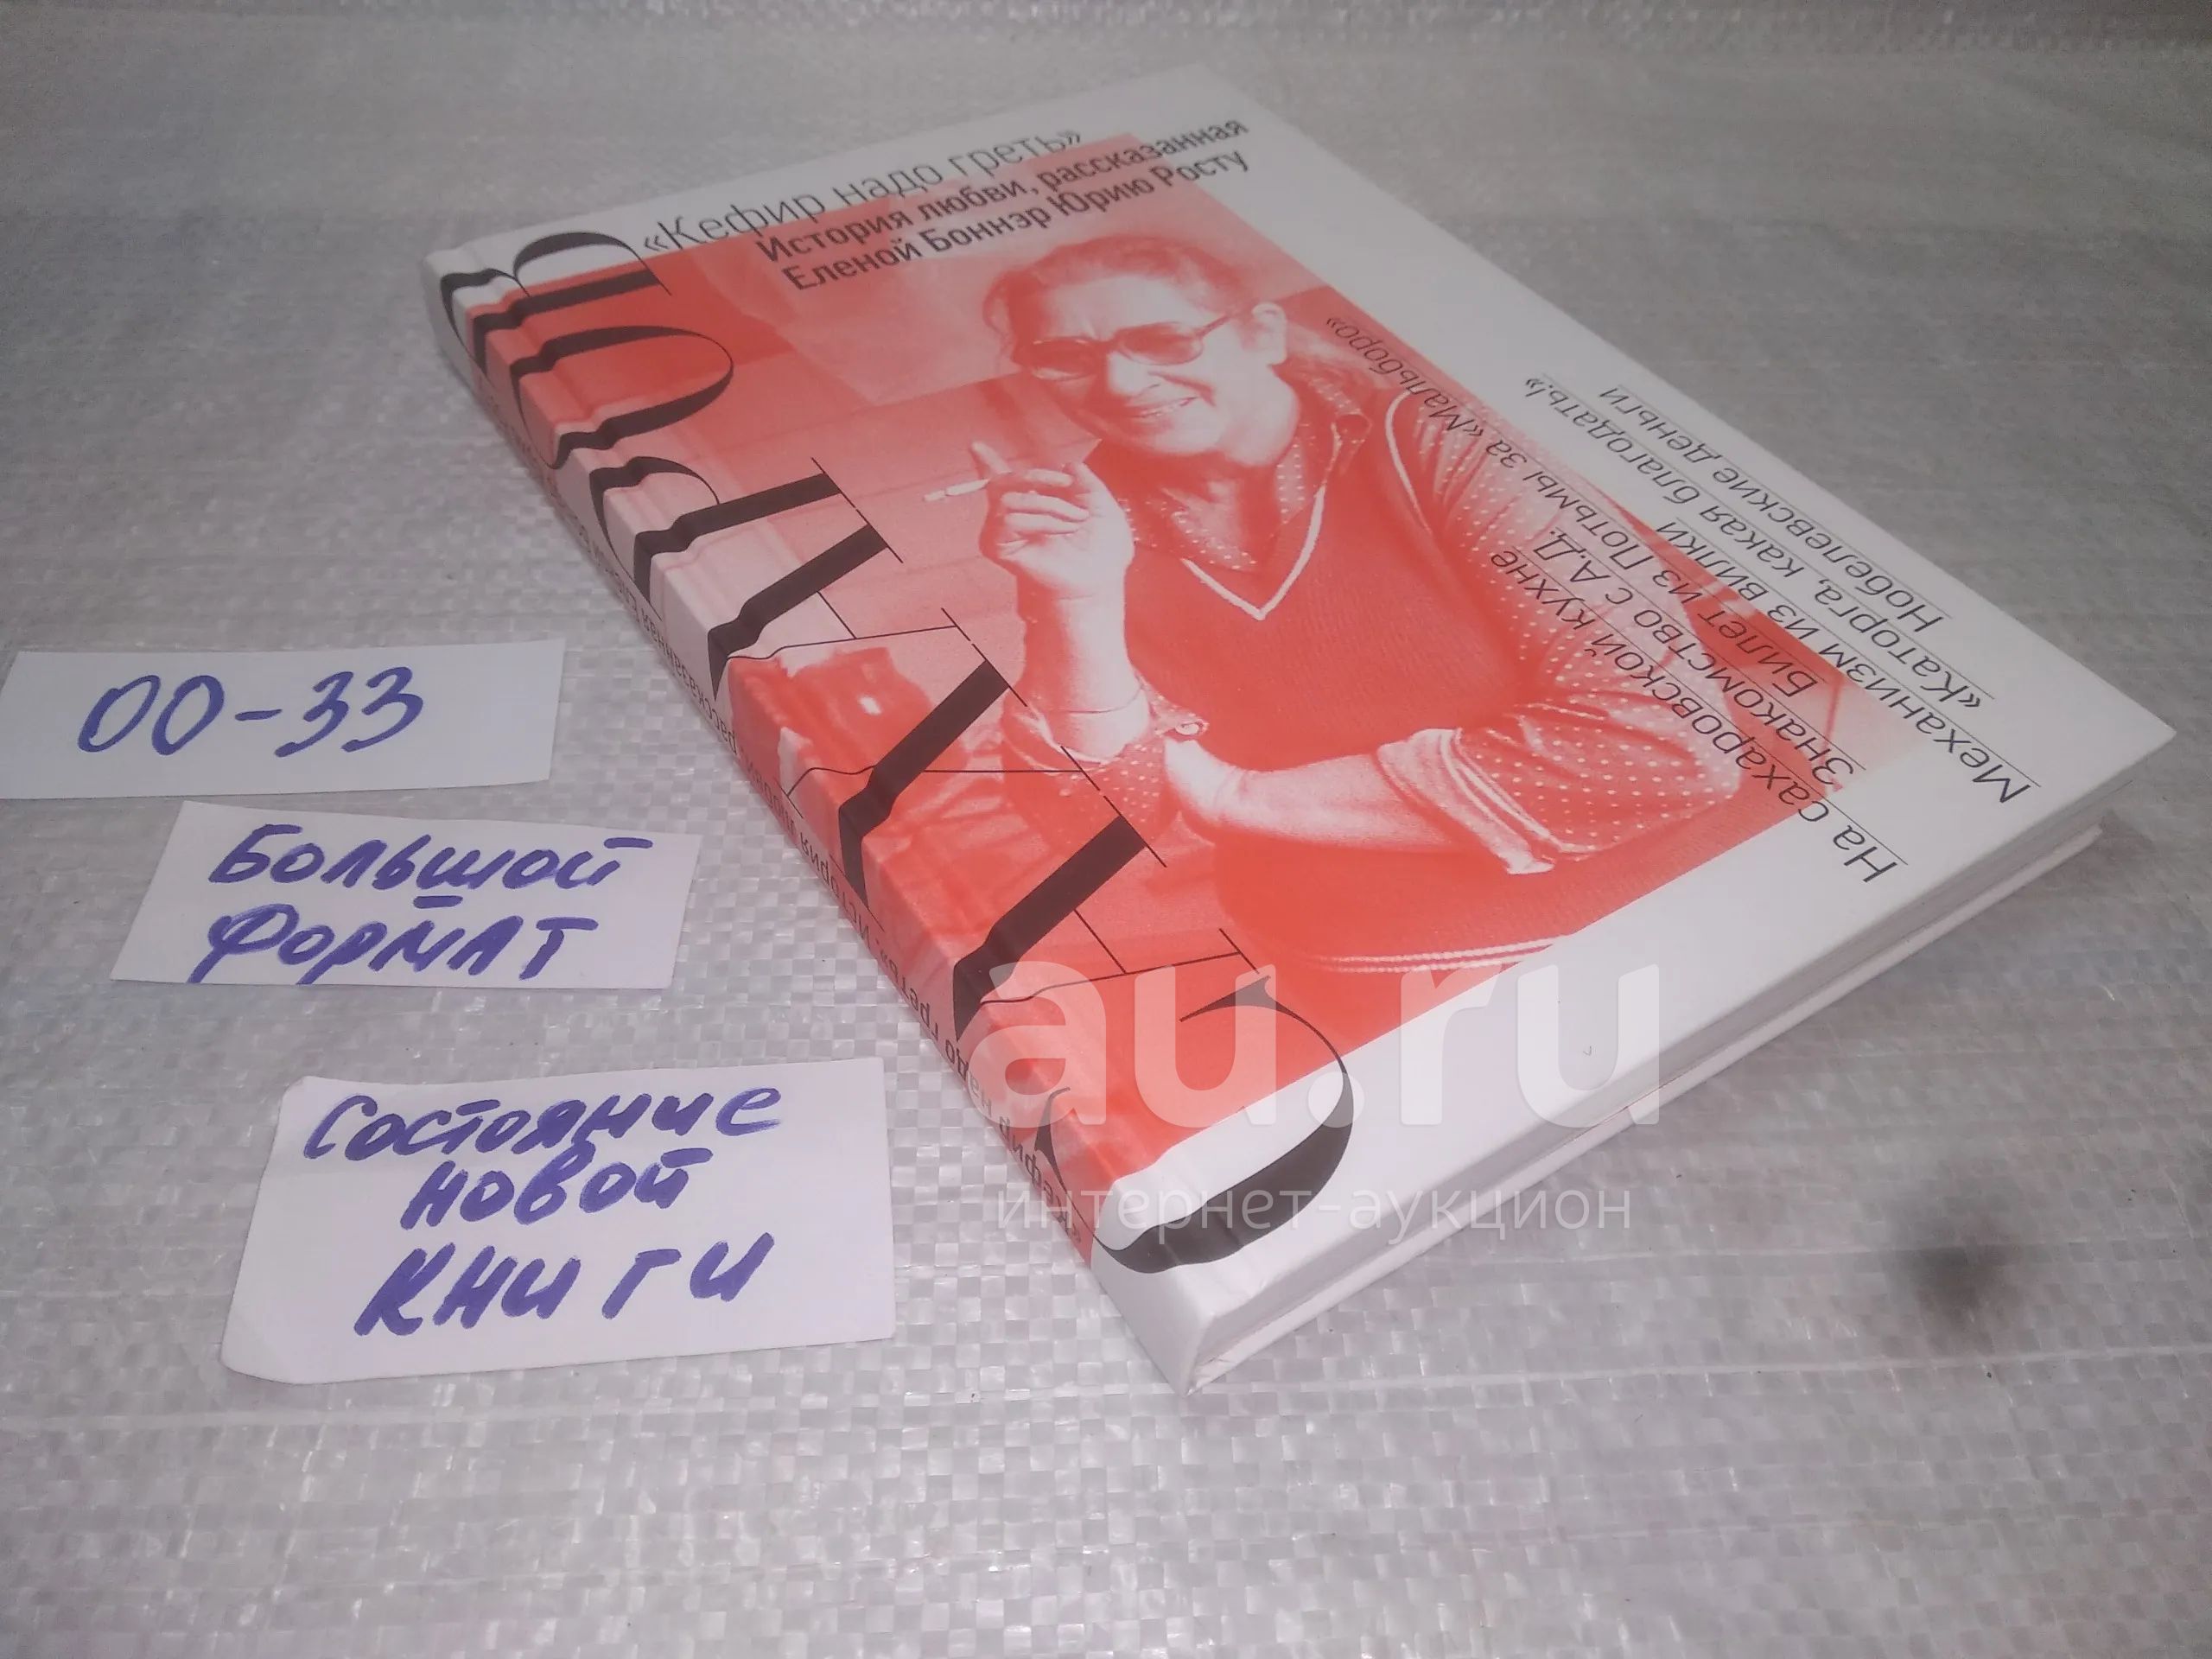 «Кефир надо греть»
История любви, рассказанная
Еленой Боннэр Юрию Росту
САХАРОВ
На сахаровской кухне
Знакомство с А.Д.
Билет из Потьмы за «Мальборо»
Механизм из вилки
«Каторга, какая благодать!»
Нобелевские деньги
00-33
Большой
формат
Состояние
новой
книги
au.ru
интернет-аукцион